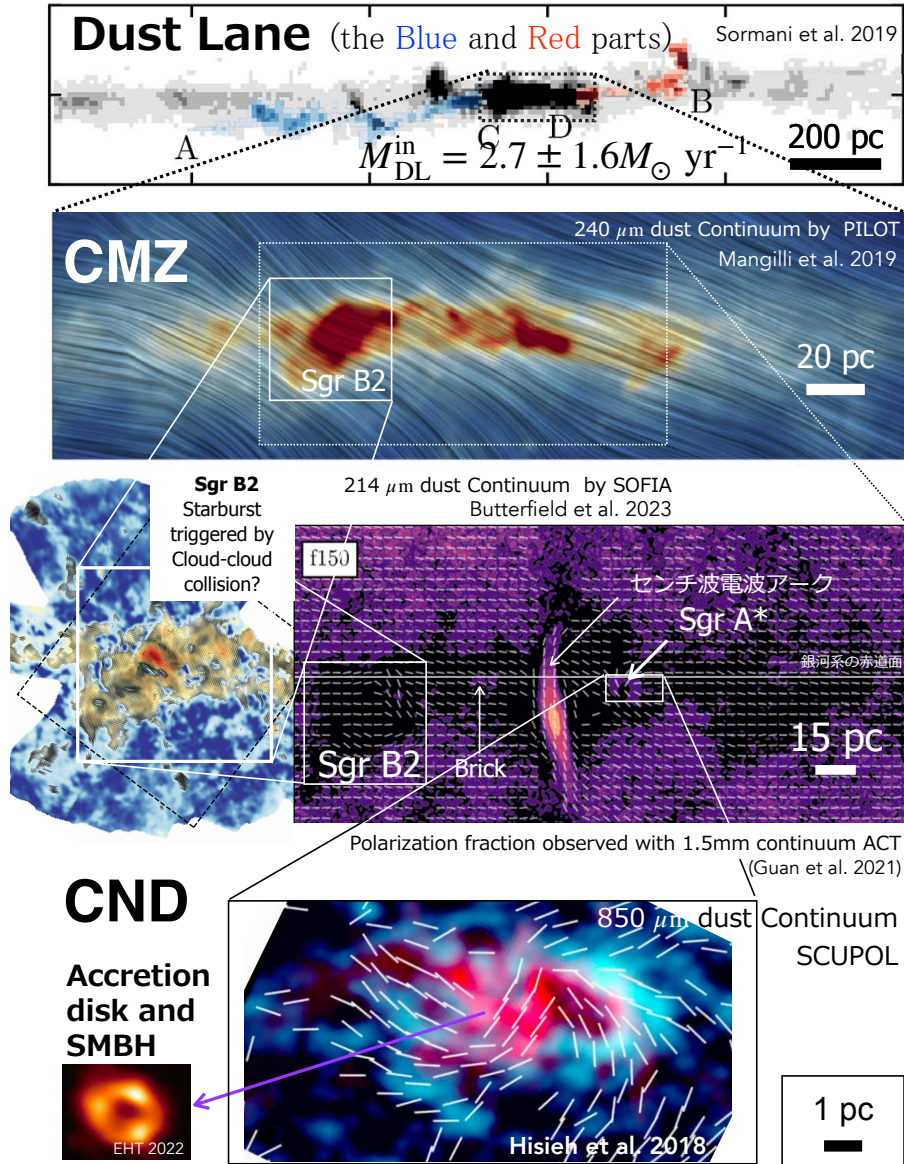 Dust Lane (the Blue and Red parts)
Sormani et al. 2019
A
B
C
D
Ṁ_DL^in = 2.7 ± 1.6M_⊙ yr⁻¹
200 pc
CMZ
240 μm dust Continuum by PILOT
Mangilli et al. 2019
Sgr B2
20 pc
Sgr B2
Starburst
triggered by
Cloud-cloud
collision?
214 μm dust Continuum by SOFIA
Butterfield et al. 2023
f150
センチ波電波アーク
Sgr A*
銀河系の赤道面
Sgr B2
Brick
15 pc
Polarization fraction observed with 1.5mm continuum ACT
(Guan et al. 2021)
CND
850 μm dust Continuum
SCUPOL
Accretion
disk and
SMBH
EHT 2022
Hisieh et al. 2018
1 pc